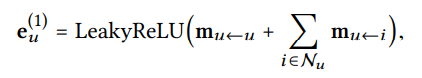 e_u^{(1)} = LeakyReLU(m_{u←u} + ∑_{i∈N_u} m_{u←i}),